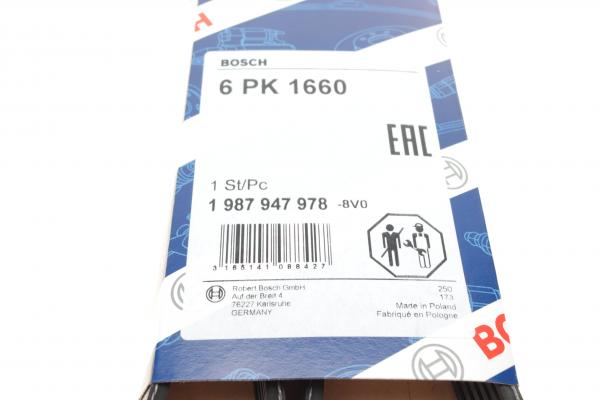 BOSCH
6 PK 1660
EAC
1 St/Pc
1 987 947 978 -8V0
3 165141 088427
Robert Bosch GmbH
Auf der Breit 4
76227 Karlsruhe
GERMANY
250
173
Made in Poland
Fabriqué en Pologne